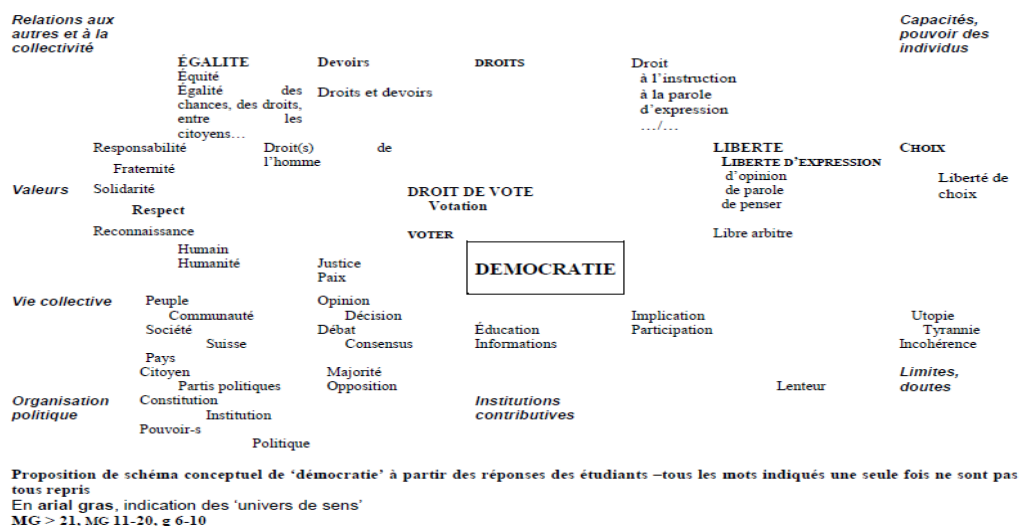 Relations aux autres et à la collectivité
Capacités, pouvoir des individus
ÉGALITE
Équité
Égalité des chances, des droits, entre les citoyens…
Devoirs
Droits et devoirs
DROITS
Droit
à l'instruction
à la parole
d'expression
…/…
Responsabilité
Fraternité
Droit(s) de l'homme
LIBERTE
LIBERTE D'EXPRESSION
d'opinion
de parole
de penser
CHOIX
Liberté de choix
Valeurs
Solidarité
Respect
DROIT DE VOTE
Votation
Reconnaissance
VOTER
Libre arbitre
Humain
Humanité
Justice
Paix
DEMOCRATIE
Vie collective
Peuple
Communauté
Société
Suisse
Pays
Citoyen
Partis politiques
Opinion
Décision
Débat
Consensus
Majorité
Opposition
Éducation
Informations
Implication
Participation
Utopie
Tyrannie
Incohérence
Limites, doutes
Lenteur
Organisation politique
Constitution
Institution
Pouvoir-s
Politique
Institutions contributives
Proposition de schéma conceptuel de 'démocratie' à partir des réponses des étudiants –tous les mots indiqués une seule fois ne sont pas
tous repris
En arial gras, indication des 'univers de sens'
MG > 21, MG 11-20, g 6-10